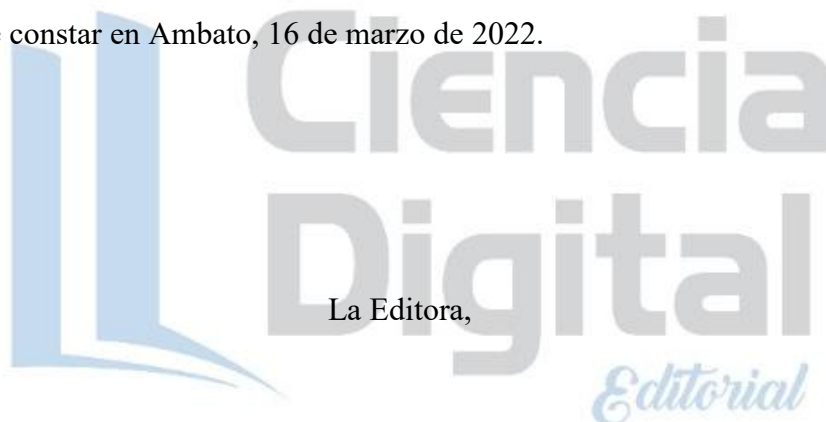 constar en Ambato, 16 de marzo de 2022.
Ciencia
Digital
La Editora,
Editorial